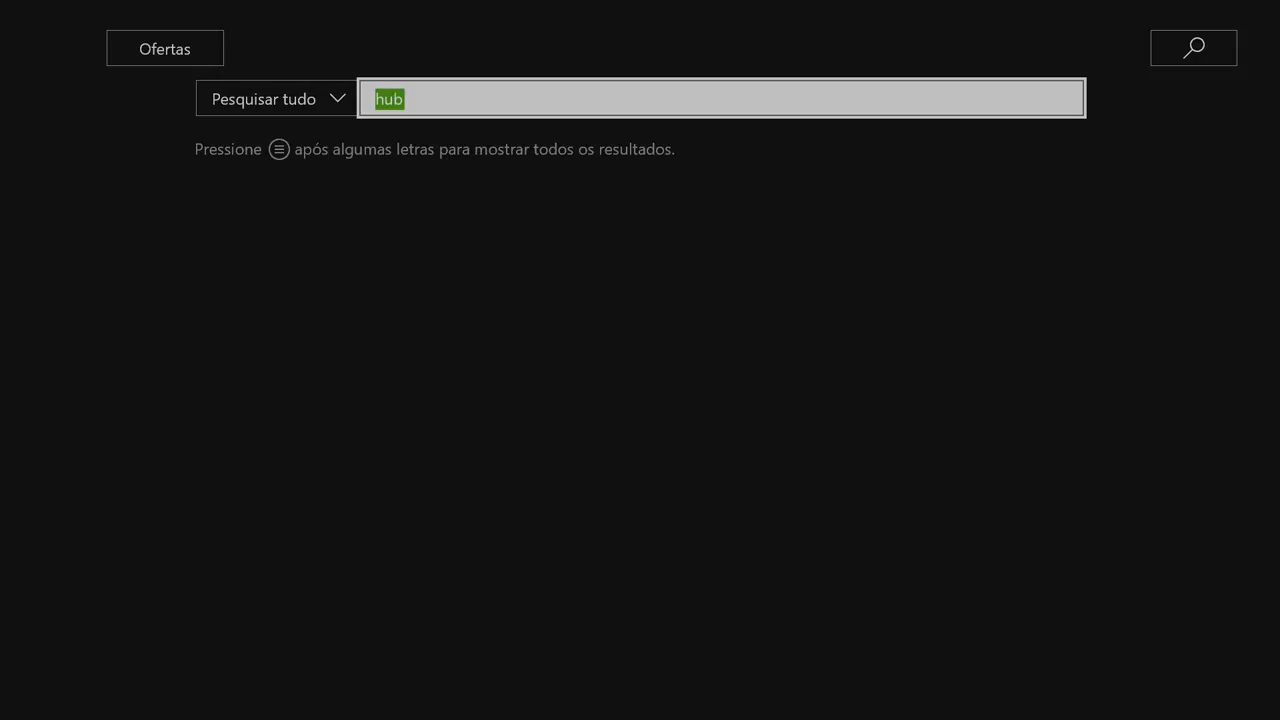 Ofertas
Pesquisar tudo hub
Pressione após algumas letras para mostrar todos os resultados.